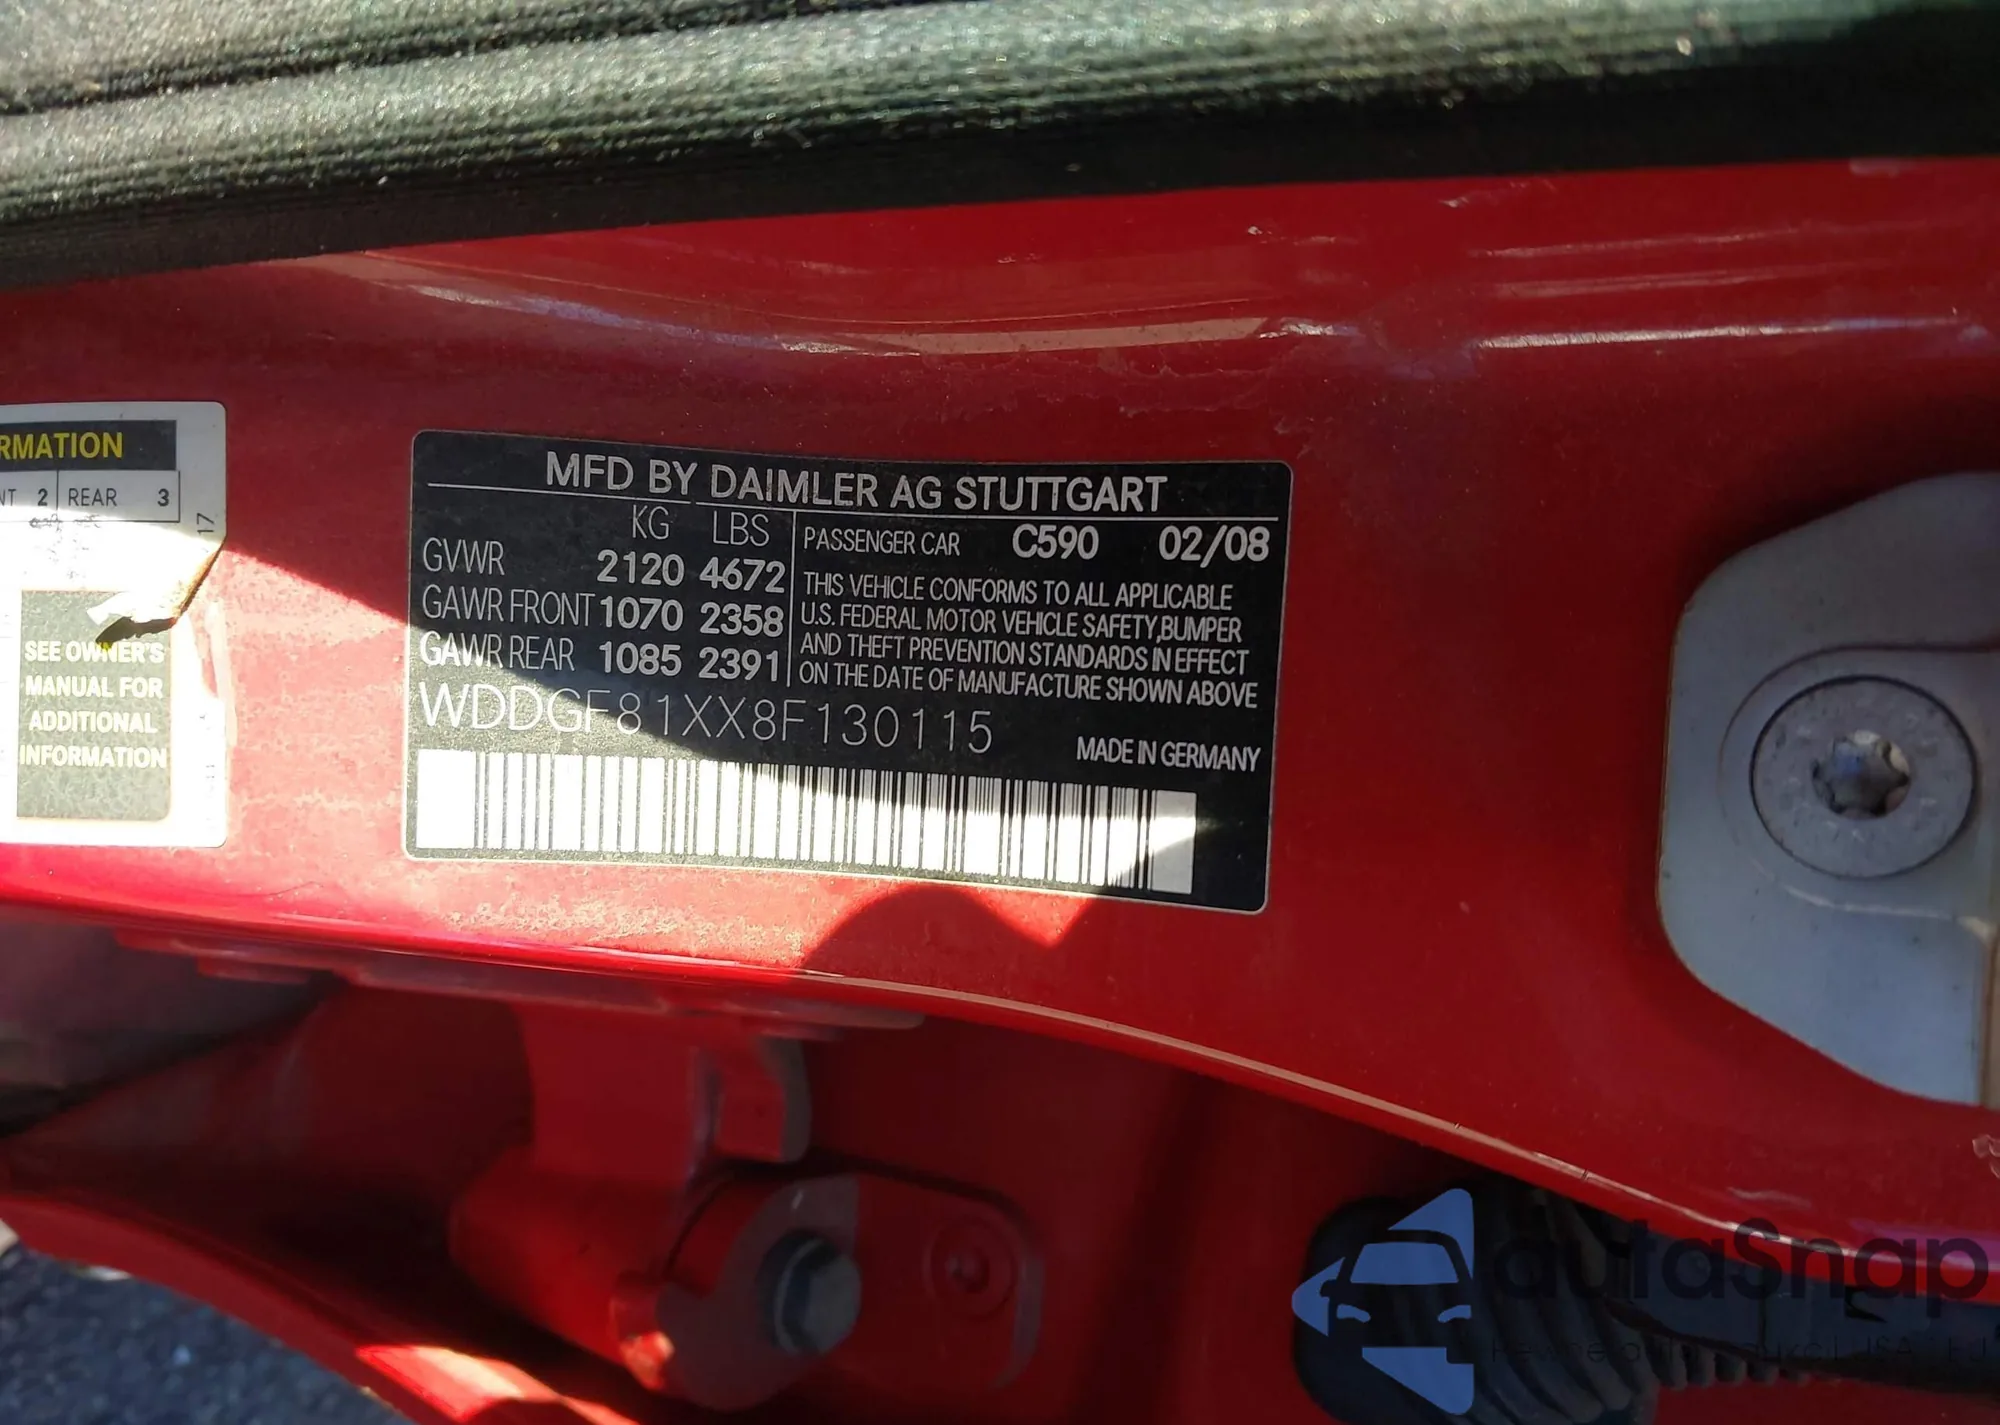 RMATION
NT 2 REAR 3
17
SEE OWNER'S
MANUAL FOR
ADDITIONAL
INFORMATION
MFD BY DAIMLER AG STUTTGART
KG LBS
GVWR 2120 4672
GAWR FRONT 1070 2358
GAWR REAR 1085 2391
PASSENGER CAR C590 02/08
THIS VEHICLE CONFORMS TO ALL APPLICABLE
U.S. FEDERAL MOTOR VEHICLE SAFETY, BUMPER
AND THEFT PREVENTION STANDARDS IN EFFECT
ON THE DATE OF MANUFACTURE SHOWN ABOVE
WDDGF81XX8F130115
MADE IN GERMANY
autaSnap